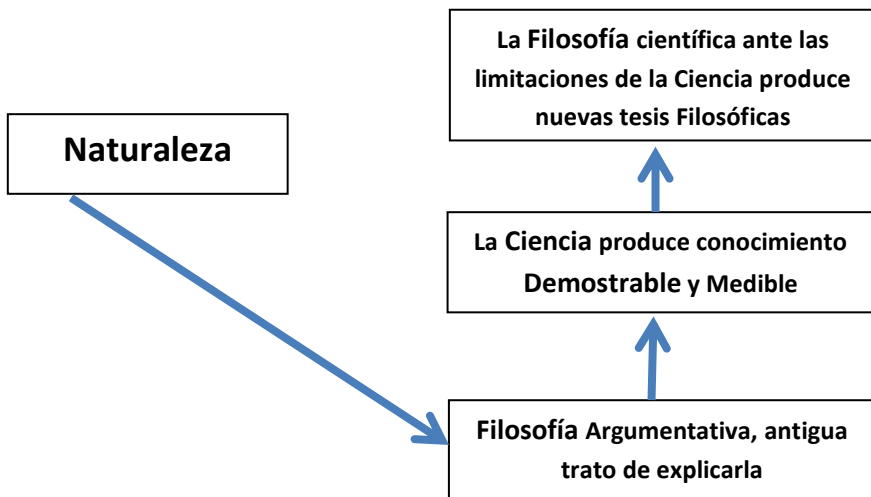 Naturaleza
La Filosofía científica ante las
limitaciones de la Ciencia produce
nuevas tesis Filosóficas
La Ciencia produce conocimiento
Demostrable y Medible
Filosofía Argumentativa, antigua
trato de explicarla